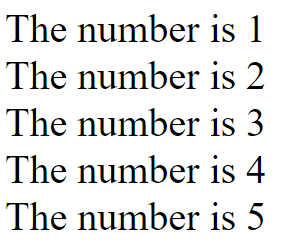 The number is 1
The number is 2
The number is 3
The number is 4
The number is 5